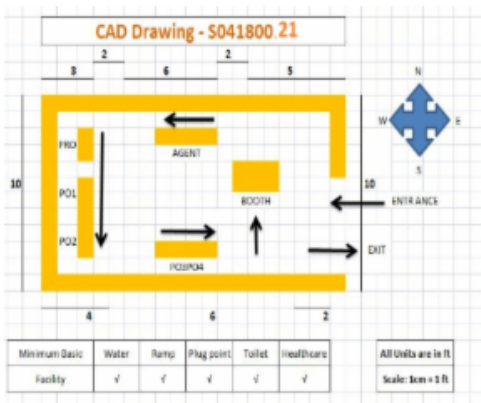 CAD Drawing - S041800.21
2 2
3 6 5
N
W E
S
PRO
AGENT
10 PO1 10
BOOTH ENTRANCE
PO2 EXIT
PO3PO4
4 6 2
Minimum Basic Water Ramp Plug point Toilet Healthcare All Units are in ft
Facility √ √ √ √ √ Scale: 1cm = 1 ft